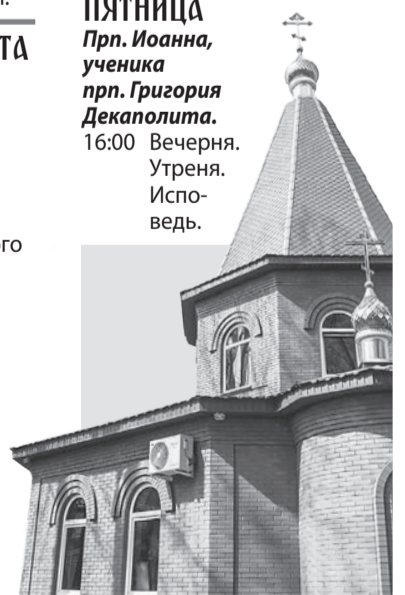 ПЯТНИЦА
Прп. Иоанна,
ученика
прп. Григория
Декаполита.
16:00 Вечерня.
Утреня.
Испо-
ведь.